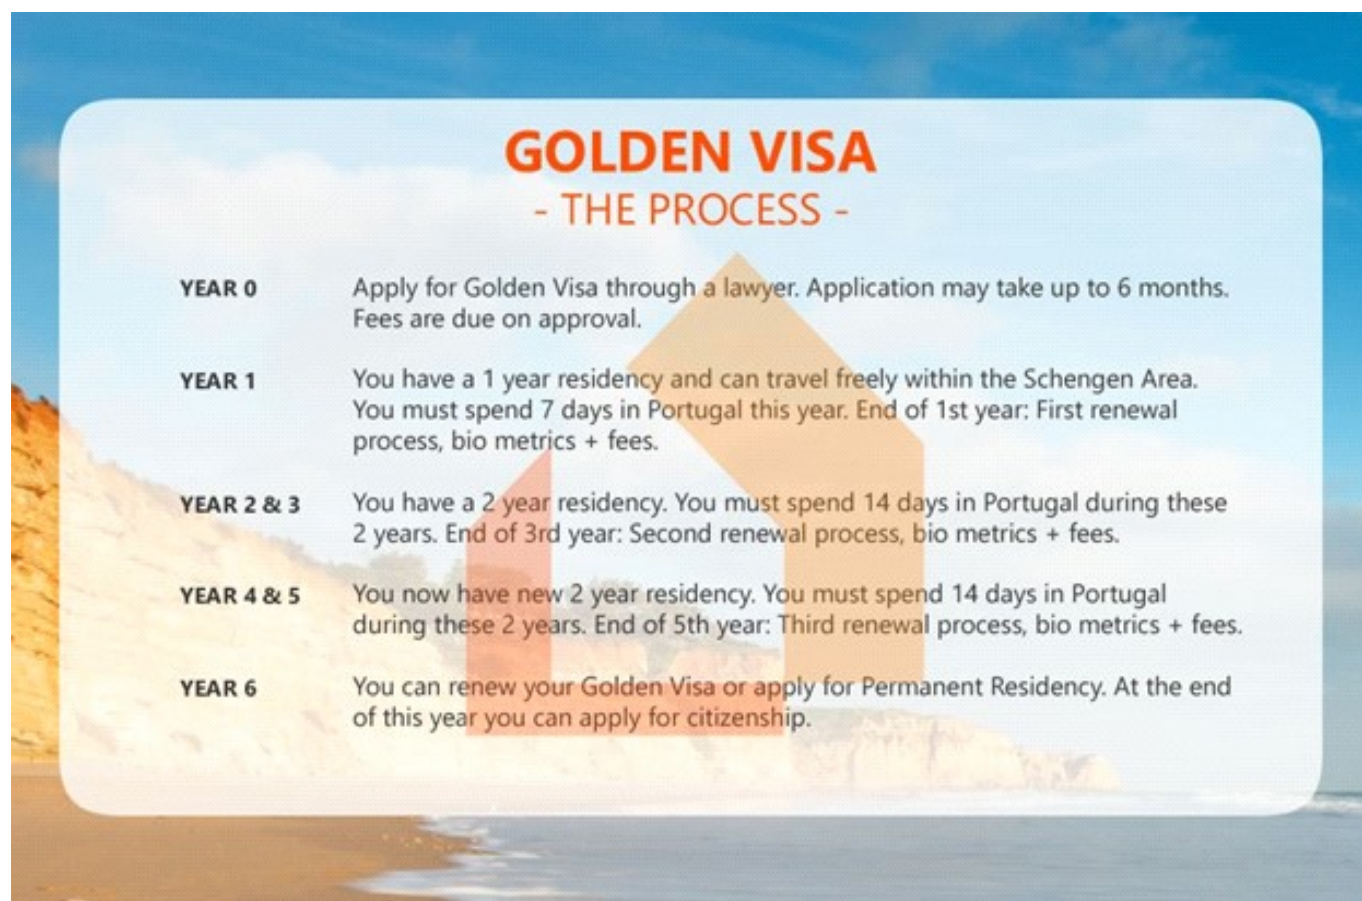 GOLDEN VISA
- THE PROCESS -
YEAR 0
Apply for Golden Visa through a lawyer. Application may take up to 6 months.
Fees are due on approval.
YEAR 1
You have a 1 year residency and can travel freely within the Schengen Area.
You must spend 7 days in Portugal this year. End of 1st year: First renewal
process, bio metrics + fees.
YEAR 2 & 3
You have a 2 year residency. You must spend 14 days in Portugal during these
2 years. End of 3rd year: Second renewal process, bio metrics + fees.
YEAR 4 & 5
You now have new 2 year residency. You must spend 14 days in Portugal
during these 2 years. End of 5th year: Third renewal process, bio metrics + fees.
YEAR 6
You can renew your Golden Visa or apply for Permanent Residency. At the end
of this year you can apply for citizenship.